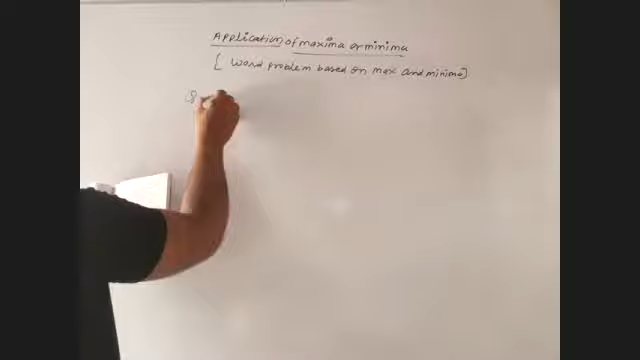 Application of maxima or minima
[ Word problem based on max and minima]